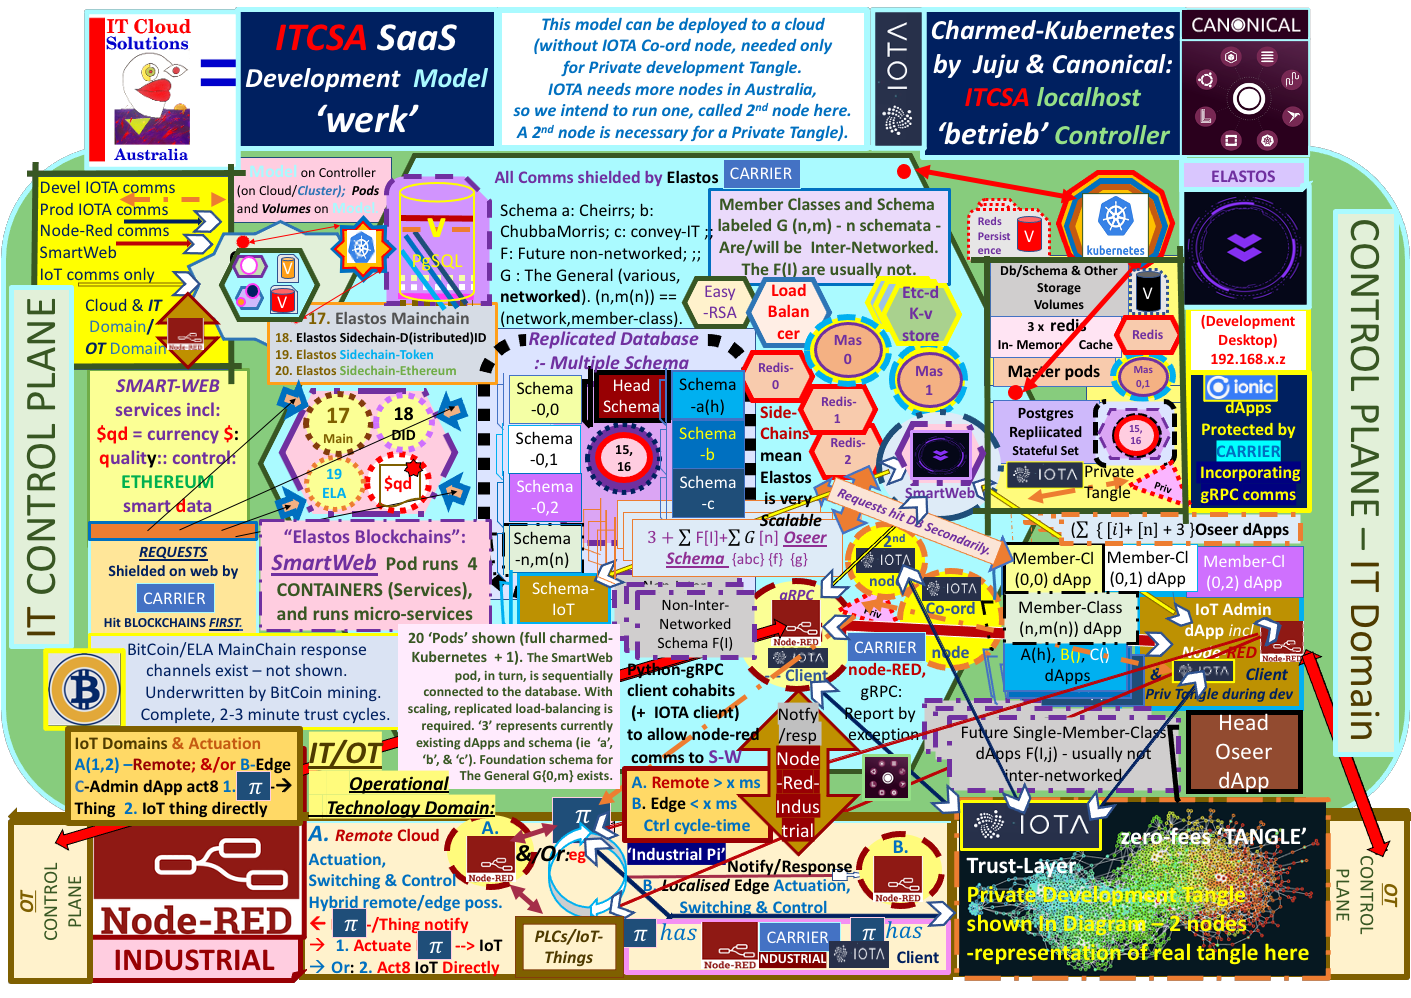 IT Cloud
Solutions
Australia
ITCSA SaaS
Development Model
‘werk’
This model can be deployed to a cloud
(without IOTA Co-ord node, needed only
for Private development Tangle.
IOTA needs more nodes in Australia,
so we intend to run one, called 2nd node here.
A 2nd node is necessary for a Private Tangle).
IOTA
Charmed-Kubernetes
by Juju & Canonical:
ITCSA localhost
‘betrieb’ Controller
CANONICAL
Devel IOTA comms
Prod IOTA comms
Node-Red comms
SmartWeb
IoT comms only
Cloud & IT
Domain/
OT Domain
Node-RED
Model on Controller
(on Cloud/Cluster); Pods
and Volumes on Model
V
V
V
PgSQL
All Comms shielded by Elastos
CARRIER
Schema a: Cheirrs; b:
ChubbaMorris; c: convey-IT ;;
F: Future non-networked; ;;
G : The General (various,
networked). (n,m(n)) ==
(network,member-class).
Member Classes and Schema
labeled G (n,m) - n schemata -
Are/will be Inter-Networked.
The F(I) are usually not.
Reds
Persist
ence
V
kubernetes
ELASTOS
IT CONTROL PLANE
CONTROL PLANE – IT Domain
17. Elastos Mainchain
18. Elastos Sidechain-D(istributed)ID
19. Elastos Sidechain-Token
20. Elastos Sidechain-Ethereum
Easy
-RSA
Load
Balan
cer
Etc-d
K-v
store
Mas
0
Mas
1
Redis-
0
Redis-
1
Redis-
2
Replicated Database
:- Multiple Schema
Schema
-0,0
Schema
-0,1
Schema
-0,2
Schema
-n,m(n)
Schema-
IoT
Head
Schema
15,
16
Schema
-a(h)
Schema
-b
Schema
-c
Side-
Chains
mean
Elastos
is very
Scalable
SmartWeb
Requests hit DB Secondarily.
Db/Schema & Other
Storage
Volumes
V
3 x redis
In- Memory Cache
Redis
Master pods
Mas
0,1
Postgres
Repliicated
Stateful Set
15,
16
IOTA
Private
Tangle
Priv
(Development
Desktop)
192.168.x.z
ionic
dApps
Protected by
CARRIER
Incorporating
gRPC comms
SMART-WEB
services incl:
$qd = currency $:
quality:: control:
ETHEREUM
smart data
17
Main
18
DID
19
ELA
$qd
REQUESTS
Shielded on web by
CARRIER
Hit BLOCKCHAINS FIRST.
“Elastos Blockchains”:
SmartWeb Pod runs 4
CONTAINERS (Services),
and runs micro-services
3 + ∑ F[I]+∑ G [n] Oseer
Schema {abc} {f} {g}
Non-Inter-
Networked
Schema F(I)
aRPC
Node-RED
IOTA
Client
Priv
2nd
IOTA
node
IOTA
Co-ord
node
(∑ { [i]+ [n] + 3 }Oseer dApps
Member-Cl
(0,0) dApp
Member-Cl
(0,1) dApp
Member-Cl
(0,2) dApp
Member-Class
(n,m(n)) dApp
A(h), B(), C()
dApps
IoT Admin
dApp incl
Node-RED
Node-RED
&
IOTA
Client
Priv Tangle during dev
BitCoin/ELA MainChain response
channels exist – not shown.
Underwritten by BitCoin mining.
Complete, 2-3 minute trust cycles.
20 ‘Pods’ shown (full charmed-
Kubernetes + 1). The SmartWeb
pod, in turn, is sequentially
connected to the database. With
scaling, replicated load-balancing is
required. ‘3’ represents currently
existing dApps and schema (ie ‘a’,
‘b’, & ‘c’). Foundation schema for
The General G{0,m} exists.
Python-gRPC
client cohabits
(+ IOTA client)
to allow node-red
comms to S-W
CARRIER
node-RED,
gRPC:
Report by
exception
Future Single-Member-Class
dApps F(I,j) - usually not
inter-networked
Head
Oseer
dApp
IoT Domains & Actuation
A(1,2) –Remote; &/or B-Edge
C-Admin dApp act8 1. π -→
Thing 2. IoT thing directly
IT/OT
Operational
Technology Domain:
Notfy
/resp
Node
-Red-
Indus
trial
A. Remote > x ms
B. Edge < x ms
Ctrl cycle-time
OT
CONTROL
PLANE
Node-RED
INDUSTRIAL
A. Remote Cloud
Actuation,
Switching & Control
Hybrid remote/edge poss.
← π -/Thing notify
→ 1. Actuate π --> IoT
→ Or: 2. Act8 IoT Directly
A.
Node-RED
&/Or: eg
π
PLCs/IoT-
Things
‘Industrial Pi’
Notify/Response
B. Localised Edge Actuation,
Switching & Control
B.
Node-RED
π has
Node-RED
CARRIER
NDUSTRIAL
π has
IOTA
Client
IOTA
zero-fees ‘TANGLE’
Trust-Layer
Private Development Tangle
shown In Diagram – 2 nodes
-representation of real tangle here
OT
CONTROL
PLANE